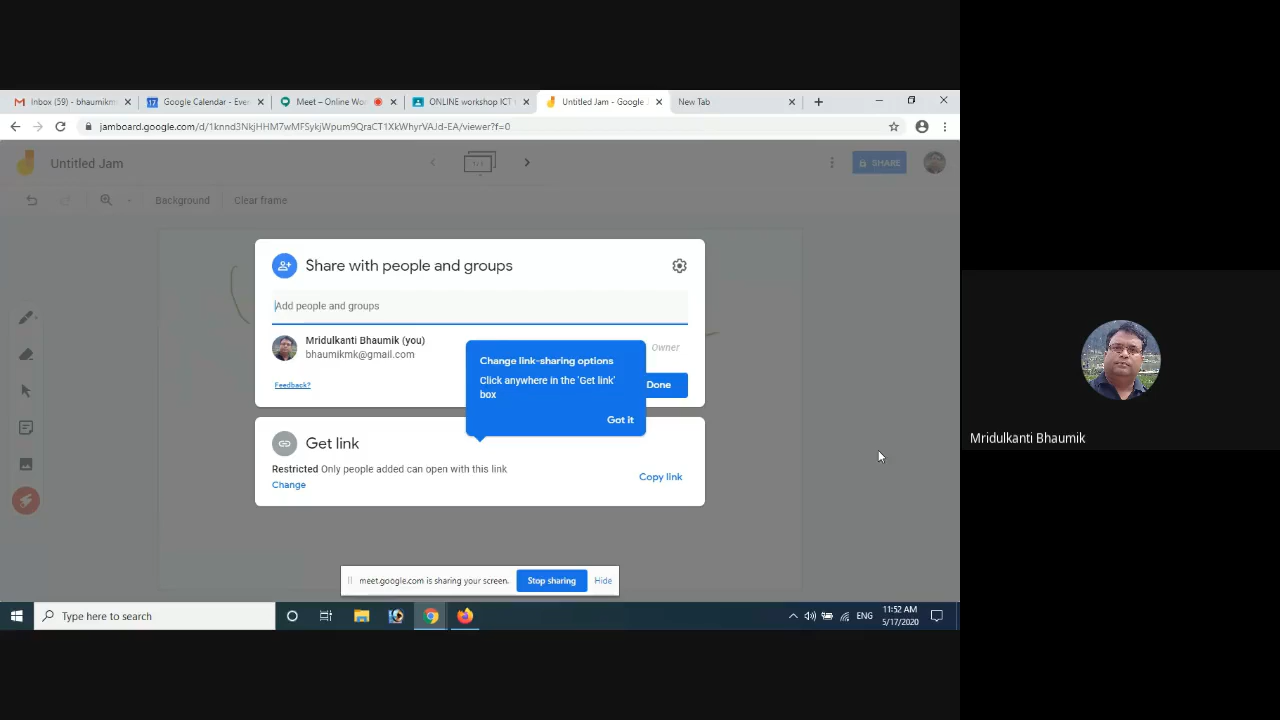 Inbox (59) - bhaumikm
Google Calendar - Even
Meet – Online Wo
ONLINE workshop ICT
Untitled Jam - Google
New Tab
jamboard.google.com/d/1knnd3NkjHHM7wMFSykjWpum9QraCT1XkWhyrVAJd-EA/viewer?f=0
Untitled Jam
1/1
SHARE
Background
Clear frame
Share with people and groups
Add people and groups
Mridulkanti Bhaumik (you)
bhaumikmk@gmail.com
Owner
Change link-sharing options
Click anywhere in the 'Get link'
box
Got it
Feedback?
Done
Get link
Restricted Only people added can open with this link
Change
Copy link
Mridulkanti Bhaumik
meet.google.com is sharing your screen.
Stop sharing
Hide
Type here to search
ENG
11:52 AM
5/17/2020